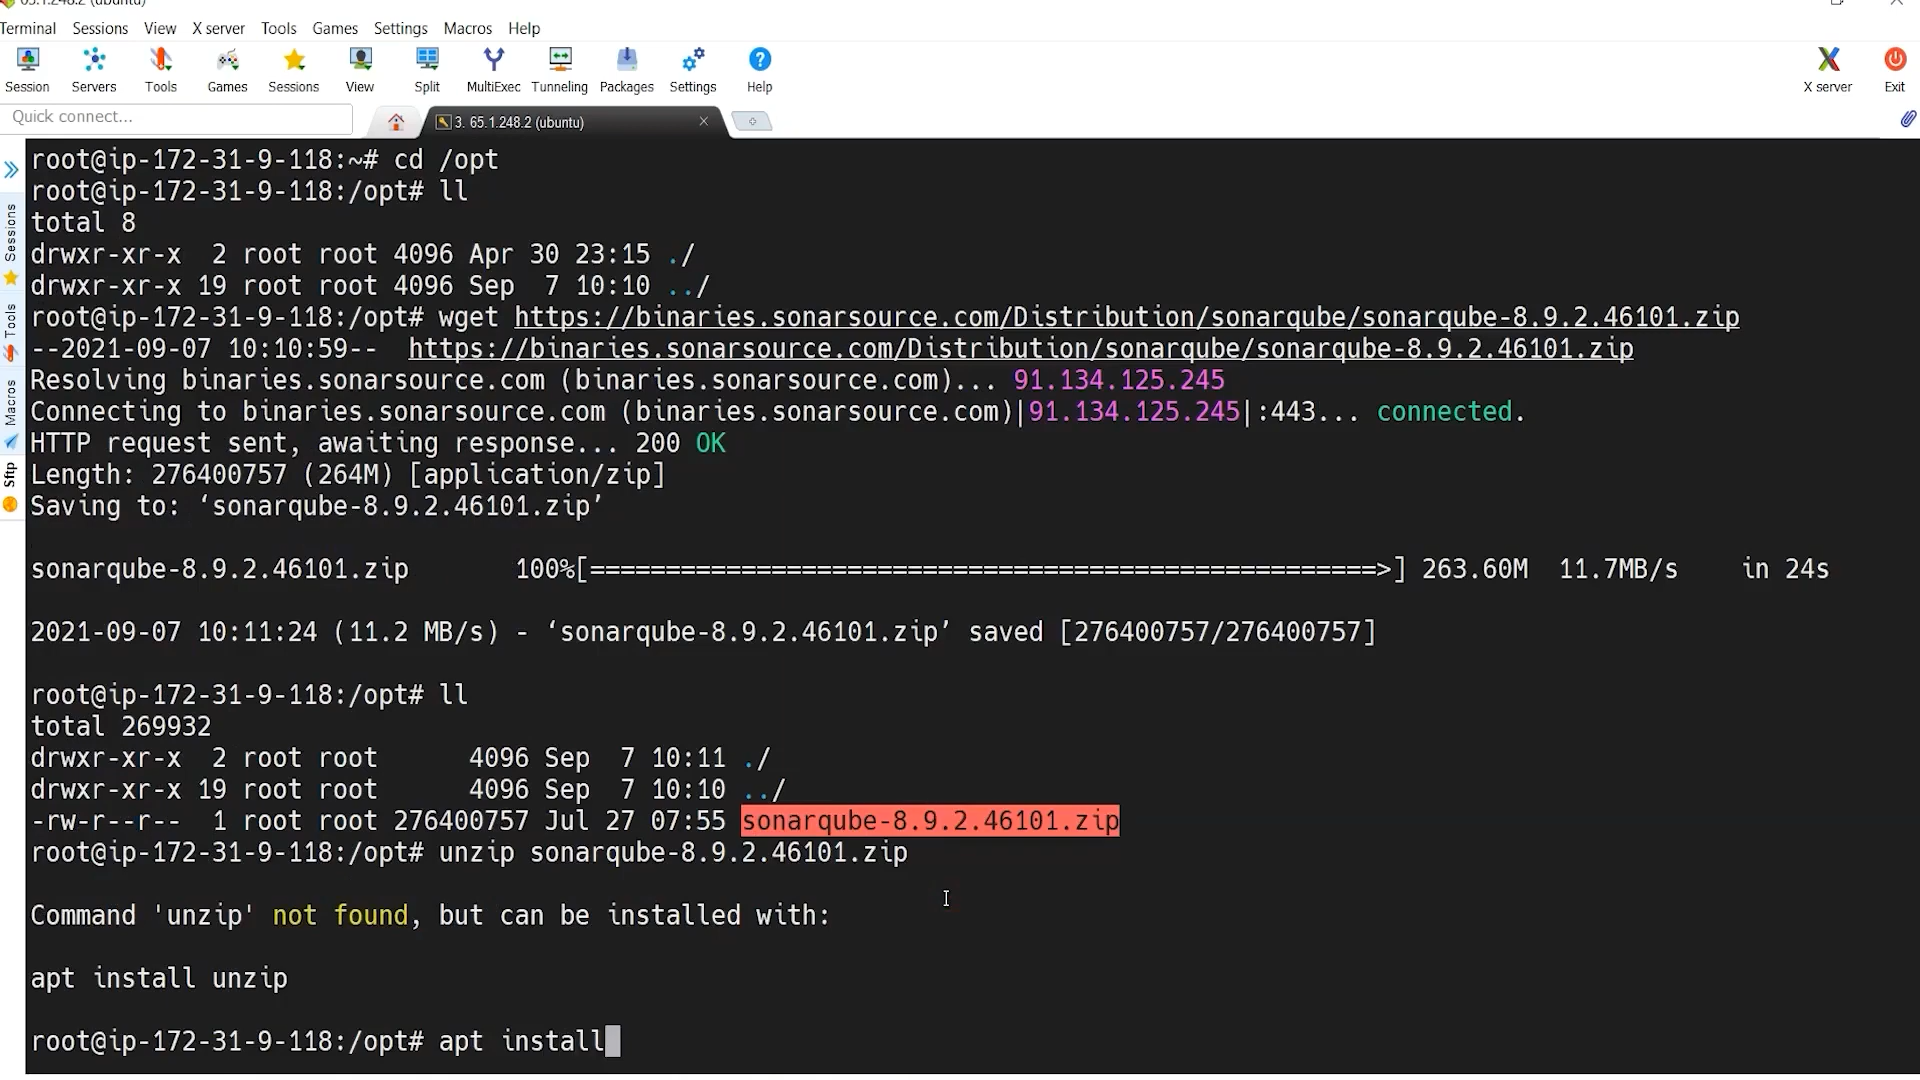 65.1.248.2 (ubuntu)
Terminal Sessions View X server Tools Games Settings Macros Help
Session Servers Tools Games Sessions View Split MultiExec Tunneling Packages Settings Help X server Exit
Quick connect...
3. 65.1.248.2 (ubuntu)
Sessions
Tools
Macros
Sftp
root@ip-172-31-9-118:~# cd /opt
root@ip-172-31-9-118:/opt# ll
total 8
drwxr-xr-x  2 root root 4096 Apr 30 23:15 ./
drwxr-xr-x 19 root root 4096 Sep  7 10:10 ../
root@ip-172-31-9-118:/opt# wget https://binaries.sonarsource.com/Distribution/sonarqube/sonarqube-8.9.2.46101.zip
--2021-09-07 10:10:59--  https://binaries.sonarsource.com/Distribution/sonarqube/sonarqube-8.9.2.46101.zip
Resolving binaries.sonarsource.com (binaries.sonarsource.com)... 91.134.125.245
Connecting to binaries.sonarsource.com (binaries.sonarsource.com)|91.134.125.245|:443... connected.
HTTP request sent, awaiting response... 200 OK
Length: 276400757 (264M) [application/zip]
Saving to: ‘sonarqube-8.9.2.46101.zip’
sonarqube-8.9.2.46101.zip       100%[====================================================>] 263.60M  11.7MB/s    in 24s
2021-09-07 10:11:24 (11.2 MB/s) - ‘sonarqube-8.9.2.46101.zip’ saved [276400757/276400757]
root@ip-172-31-9-118:/opt# ll
total 269932
drwxr-xr-x  2 root root      4096 Sep  7 10:11 ./
drwxr-xr-x 19 root root      4096 Sep  7 10:10 ../
-rw-r--r--  1 root root 276400757 Jul 27 07:55 sonarqube-8.9.2.46101.zip
root@ip-172-31-9-118:/opt# unzip sonarqube-8.9.2.46101.zip
Command 'unzip' not found, but can be installed with:
apt install unzip
root@ip-172-31-9-118:/opt# apt install